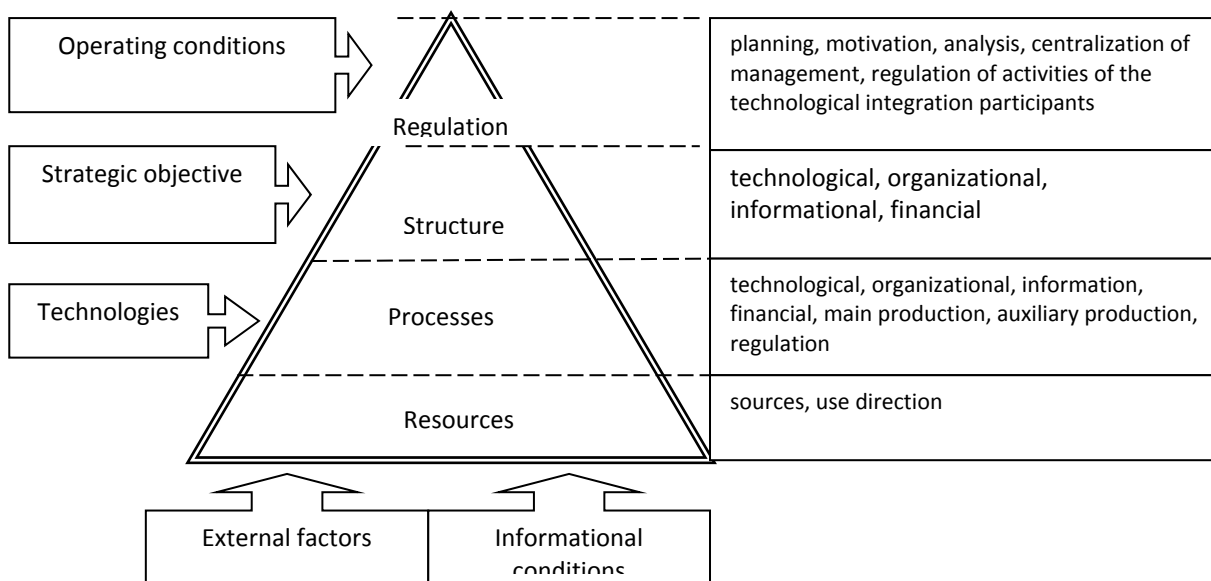 Operating conditions
planning, motivation, analysis, centralization of
management, regulation of activities of the
technological integration participants
Regulation
Strategic objective
technological, organizational,
informational, financial
Structure
Technologies
Processes
technological, organizational, information,
financial, main production, auxiliary production,
regulation
Resources
sources, use direction
External factors
Informational
conditions